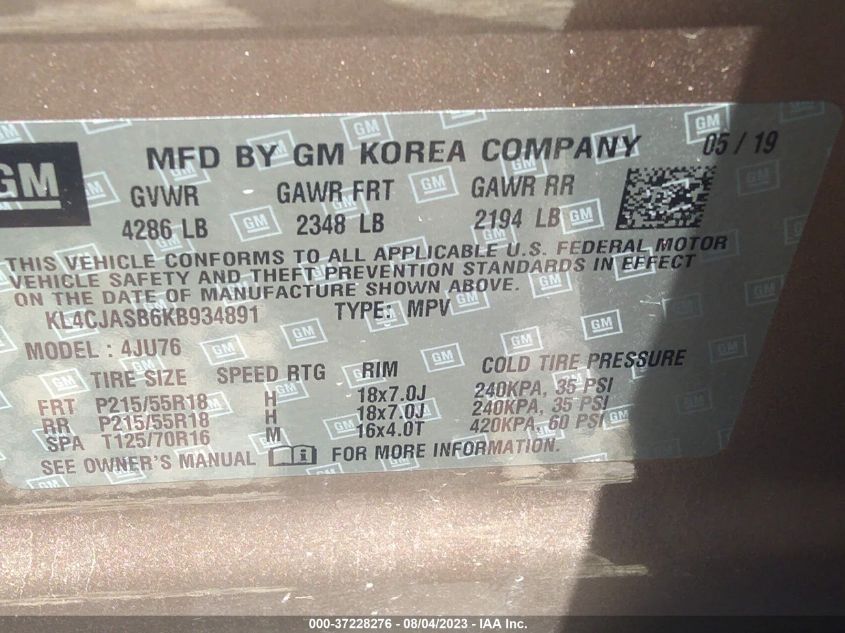 GM
MFD BY GM KOREA COMPANY 05 / 19
GVWR GAWR FRT GAWR RR
4286 LB 2348 LB 2194 LB
THIS VEHICLE CONFORMS TO ALL APPLICABLE U.S. FEDERAL MOTOR
VEHICLE SAFETY AND THEFT PREVENTION STANDARDS IN EFFECT
ON THE DATE OF MANUFACTURE SHOWN ABOVE.
KL4CJASB6KB934891 TYPE: MPV
MODEL : 4JU76
TIRE SIZE SPEED RTG RIM COLD TIRE PRESSURE
FRT P215/55R18 H 18x7.0J 240KPA, 35 PSI
RR P215/55R18 H 18x7.0J 240KPA, 35 PSI
SPA T125/70R16 M 16x4.0T 420KPA, 60 PSI
SEE OWNER'S MANUAL FOR MORE INFORMATION.
000-37228276 - 08/04/2023 - IAA Inc.